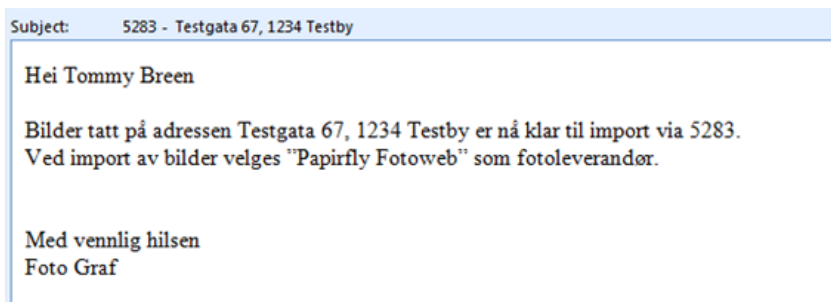 Subject: 5283 - Testgata 67, 1234 Testby
Hei Tommy Breen
Bilder tatt på adressen Testgata 67, 1234 Testby er nå klar til import via 5283.
Ved import av bilder velges ”Papirfly Fotoweb” som fotoleverandør.
Med vennlig hilsen
Foto Graf